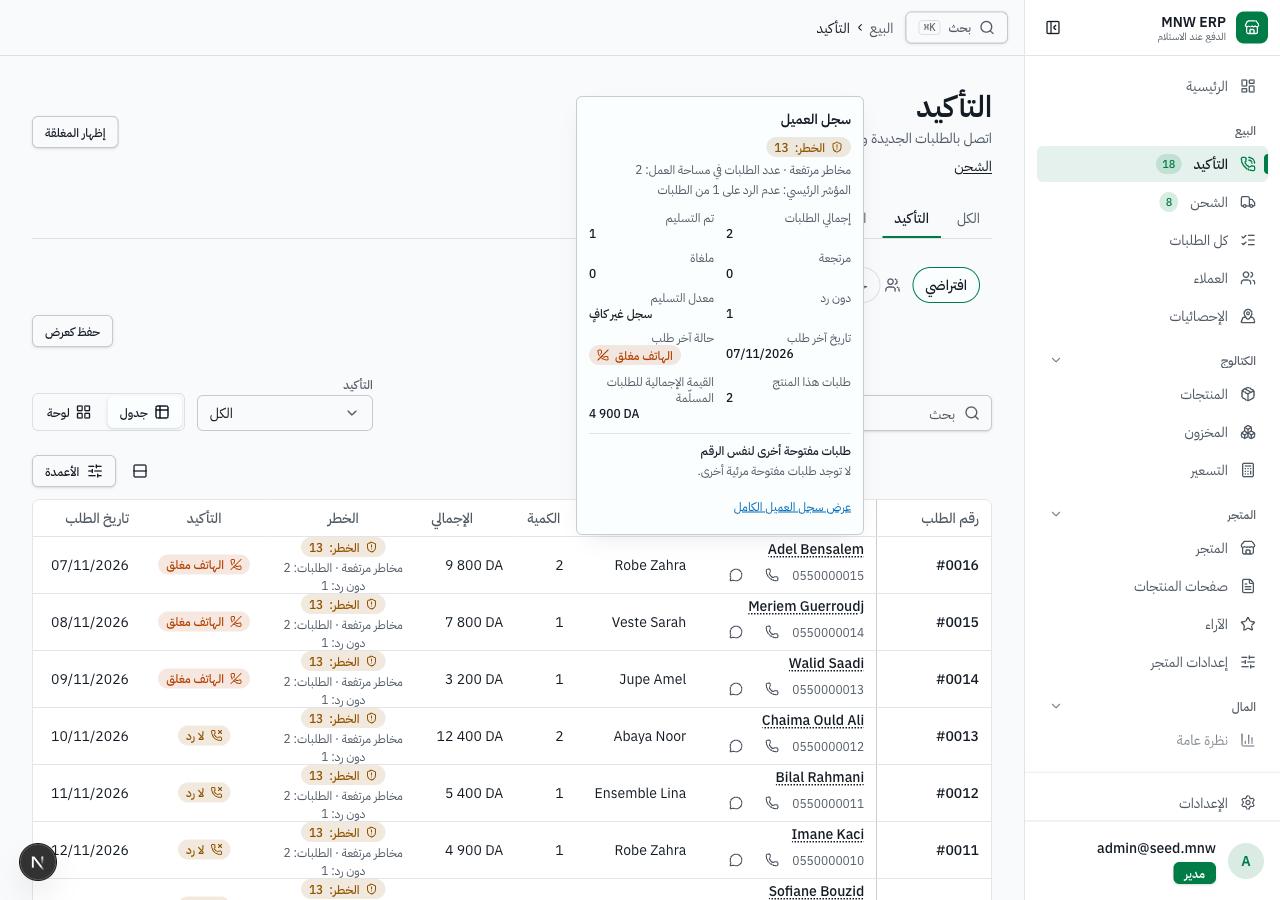 MNW ERP
الدفع عند الاستلام
الرئيسية
البيع
التأكيد 18
الشحن 8
كل الطلبات
العملاء
الإحصائيات
الكتالوج
المنتجات
المخزون
التسعير
المتجر
المتجر
صفحات المنتجات
الآراء
إعدادات المتجر
المال
نظرة عامة
الإعدادات
A
admin@seed.mnw
مدير
بحث ⌘K
البيع › التأكيد
التأكيد
اتصل بالطلبات الجديدة
الشحن
إظهار المغلقة
الكل
التأكيد
افتراضي
حفظ كعرض
بحث
التأكيد
الكل
جدول
لوحة
الأعمدة
سجل العميل
الخطر: 13
مخاطر مرتفعة · عدد الطلبات في مساحة العمل: 2
المؤشر الرئيسي: عدم الرد على 1 من الطلبات
إجمالي الطلبات
2
تم التسليم
1
مرتجعة
0
ملغاة
0
دون رد
1
معدل التسليم
سجل غير كافٍ
تاريخ آخر طلب
07/11/2026
حالة آخر طلب
الهاتف مغلق
طلبات هذا المنتج
2
القيمة الإجمالية للطلبات
المسلّمة
4 900 DA
طلبات مفتوحة أخرى لنفس الرقم
لا توجد طلبات مفتوحة مرئية أخرى.
عرض سجل العميل الكامل
رقم الطلب الكمية الإجمالي الخطر التأكيد تاريخ الطلب
#0016
Adel Bensalem
0550000015
Robe Zahra
2
9 800 DA
الخطر: 13
مخاطر مرتفعة · الطلبات: 2
دون رد: 1
الهاتف مغلق
07/11/2026
#0015
Meriem Guerroudj
0550000014
Veste Sarah
1
7 800 DA
الخطر: 13
مخاطر مرتفعة · الطلبات: 2
دون رد: 1
الهاتف مغلق
08/11/2026
#0014
Walid Saadi
0550000013
Jupe Amel
1
3 200 DA
الخطر: 13
مخاطر مرتفعة · الطلبات: 2
دون رد: 1
الهاتف مغلق
09/11/2026
#0013
Chaima Ould Ali
0550000012
Abaya Noor
2
12 400 DA
الخطر: 13
مخاطر مرتفعة · الطلبات: 2
دون رد: 1
لا رد
10/11/2026
#0012
Bilal Rahmani
0550000011
Ensemble Lina
1
5 400 DA
الخطر: 13
مخاطر مرتفعة · الطلبات: 2
دون رد: 1
لا رد
11/11/2026
#0011
Imane Kaci
0550000010
Robe Zahra
1
4 900 DA
الخطر: 13
مخاطر مرتفعة · الطلبات: 2
دون رد: 1
لا رد
12/11/2026
Sofiane Bouzid
الخطر: 13
N